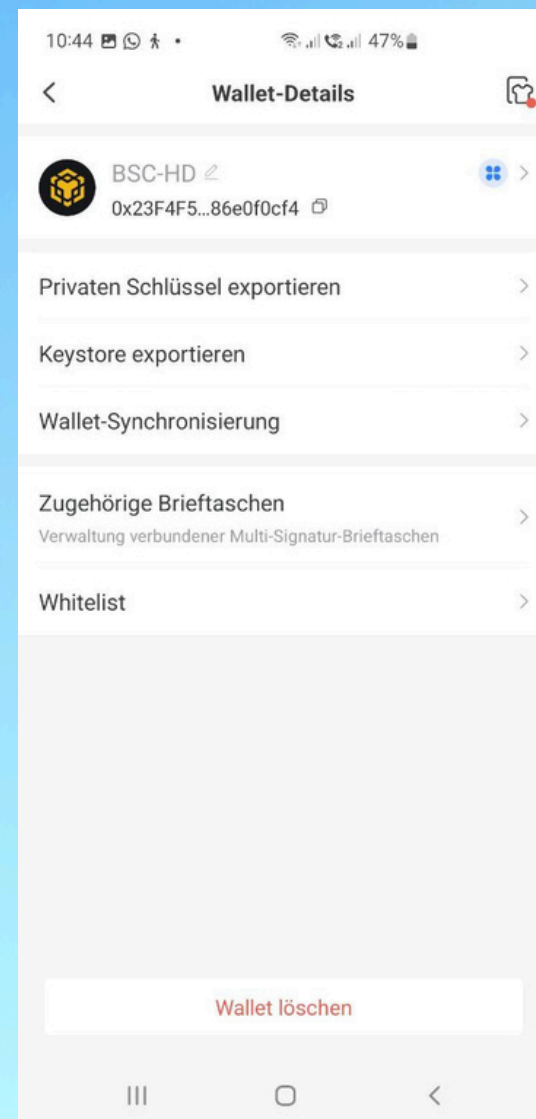 10:44 47%
Wallet-Details
BSC-HD
0x23F4F5...86e0f0cf4
Privaten Schlüssel exportieren
Keystore exportieren
Wallet-Synchronisierung
Zugehörige Brieftaschen
Verwaltung verbundener Multi-Signatur-Brieftaschen
Whitelist
Wallet löschen